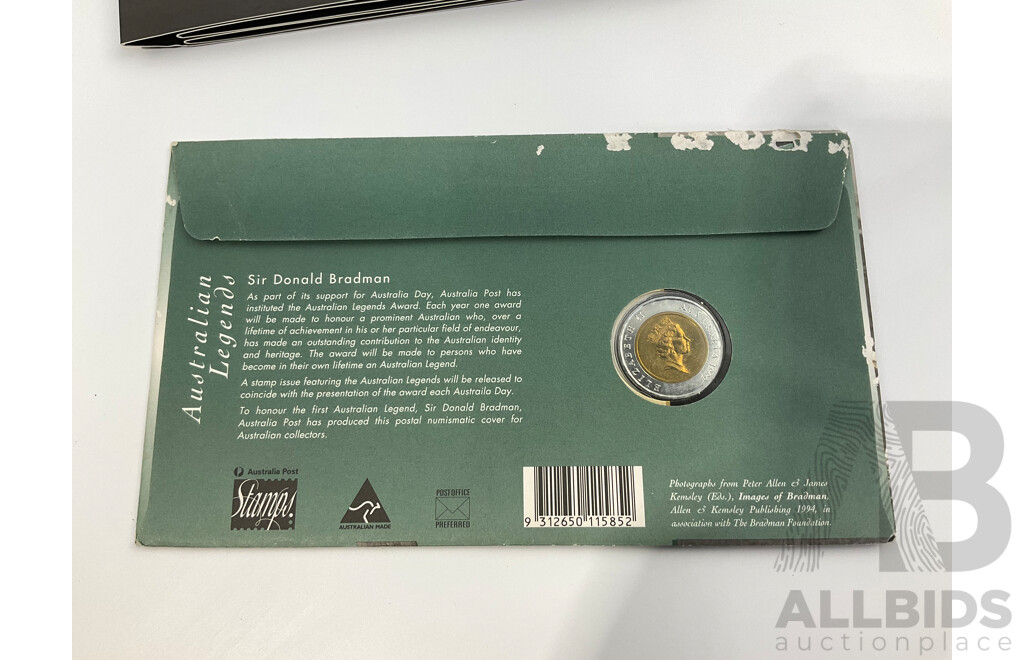 Australian
Legends
Sir Donald Bradman
As part of its support for Australia Day, Australia Post has
instituted the Australian Legends Award. Each year one award
will be made to honour a prominent Australian who, over a
lifetime of achievement in his or her particular field of endeavour,
has made an outstanding contribution to the Australian identity
and heritage. The award will be made to persons who have
become in their own lifetime an Australian Legend.
A stamp issue featuring the Australian Legends will be released to
coincide with the presentation of the award each Austraila Day.
To honour the first Australian Legend, Sir Donald Bradman,
Australia Post has produced this postal numismatic cover for
Australian collectors.
ELIZABETH II
Australia Post
Stamps!
AUSTRALIAN MADE
POST OFFICE
PREFERRED
9 312650 115852
Photographs from Peter Allen & James
Kemsley (Eds.), Images of Bradman,
Allen & Kemsley Publishing 1994, in
association with The Bradman Foundation.
AB
ALLBIDS
auctionplace